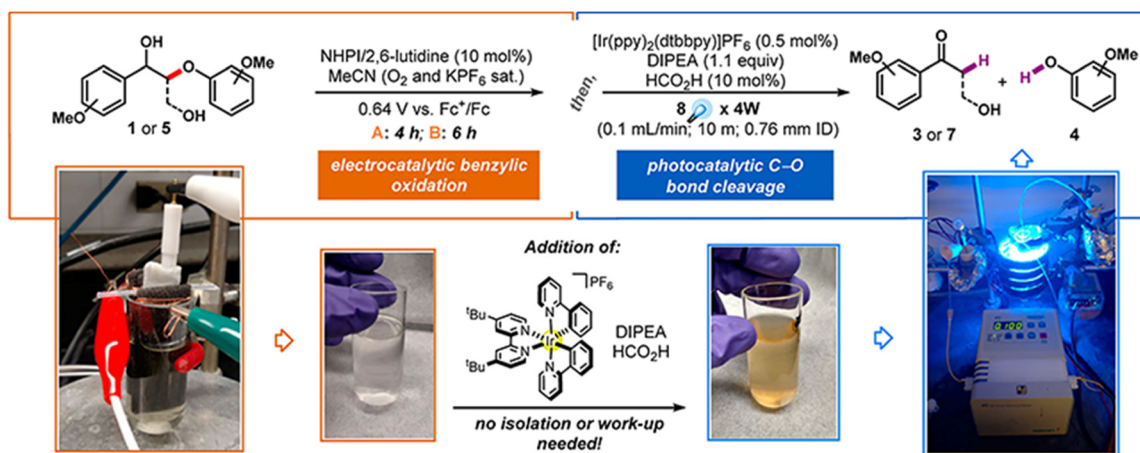 OH
O
OMe
MeO
OH
1 or 5
NHPI/2,6-lutidine (10 mol%)
MeCN (O2 and KPF6 sat.)
0.64 V vs. Fc+/Fc
A: 4 h; B: 6 h
electrocatalytic benzylic
oxidation
then,
[Ir(ppy)2(dtbbpy)]PF6 (0.5 mol%)
DIPEA (1.1 equiv)
HCO2H (10 mol%)
8 x 4W
(0.1 mL/min; 10 m; 0.76 mm ID)
photocatalytic C–O
bond cleavage
MeO
O
H
OH
3 or 7
+
H
O
OMe
4
Addition of:
PF6
tBu
tBu
N
N
N
N
Ir
DIPEA
HCO2H
no isolation or work-up
needed!
0.100